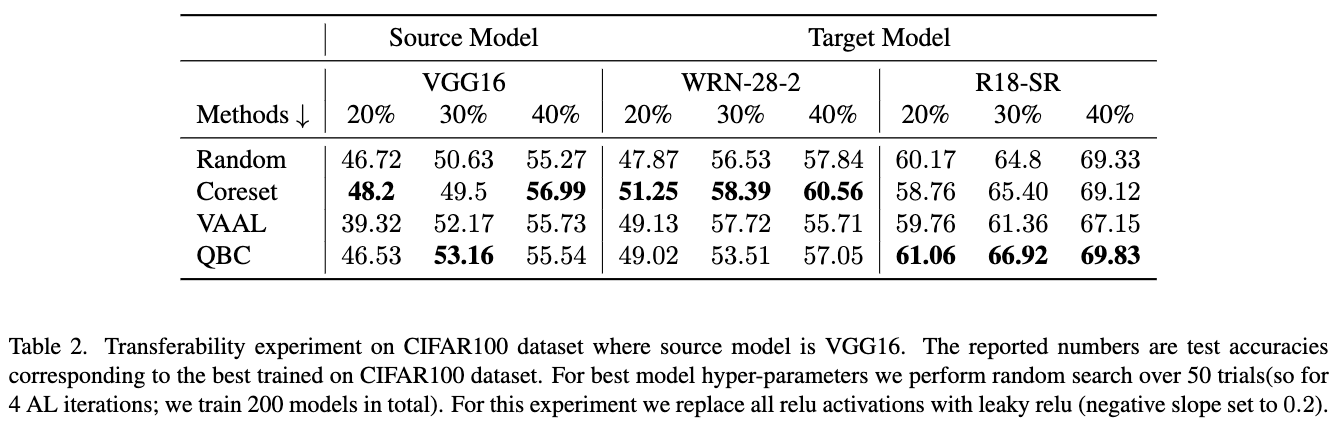 Source Model Target Model
VGG16 WRN-28-2 R18-SR
Methods ↓ 20% 30% 40% 20% 30% 40% 20% 30% 40%
Random 46.72 50.63 55.27 47.87 56.53 57.84 60.17 64.8 69.33
Coreset 48.2 49.5 56.99 51.25 58.39 60.56 58.76 65.40 69.12
VAAL 39.32 52.17 55.73 49.13 57.72 55.71 59.76 61.36 67.15
QBC 46.53 53.16 55.54 49.02 53.51 57.05 61.06 66.92 69.83
Table 2. Transferability experiment on CIFAR100 dataset where source model is VGG16. The reported numbers are test accuracies
corresponding to the best trained on CIFAR100 dataset. For best model hyper-parameters we perform random search over 50 trials(so for
4 AL iterations; we train 200 models in total). For this experiment we replace all relu activations with leaky relu (negative slope set to 0.2).